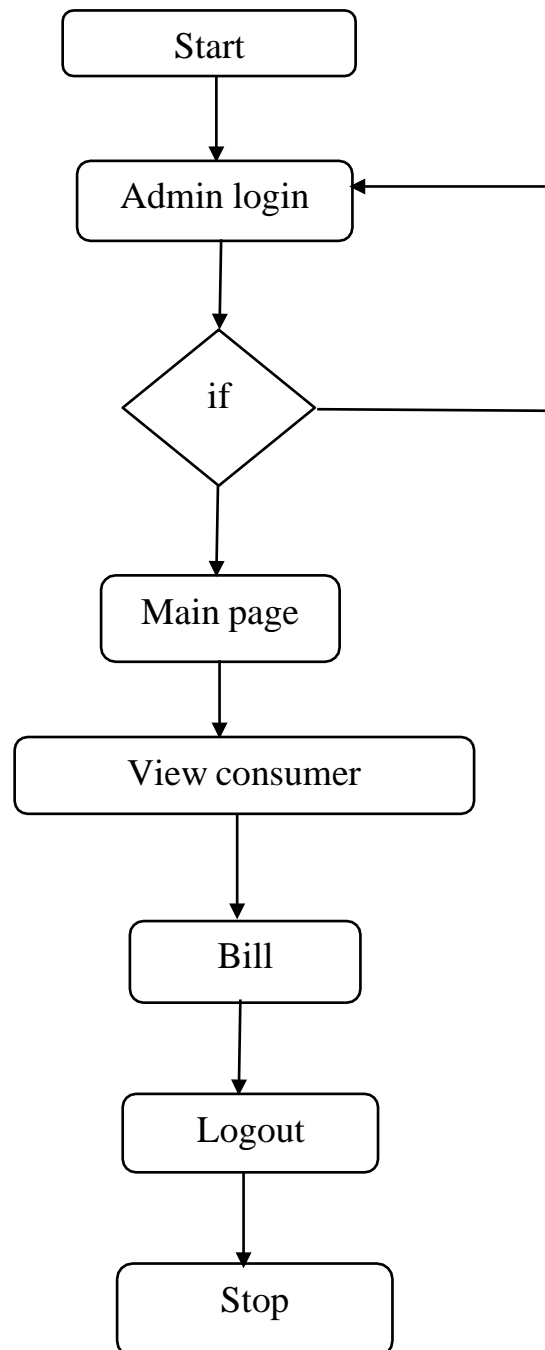 Start
Admin login
if
Main page
View consumer
Bill
Logout
Stop